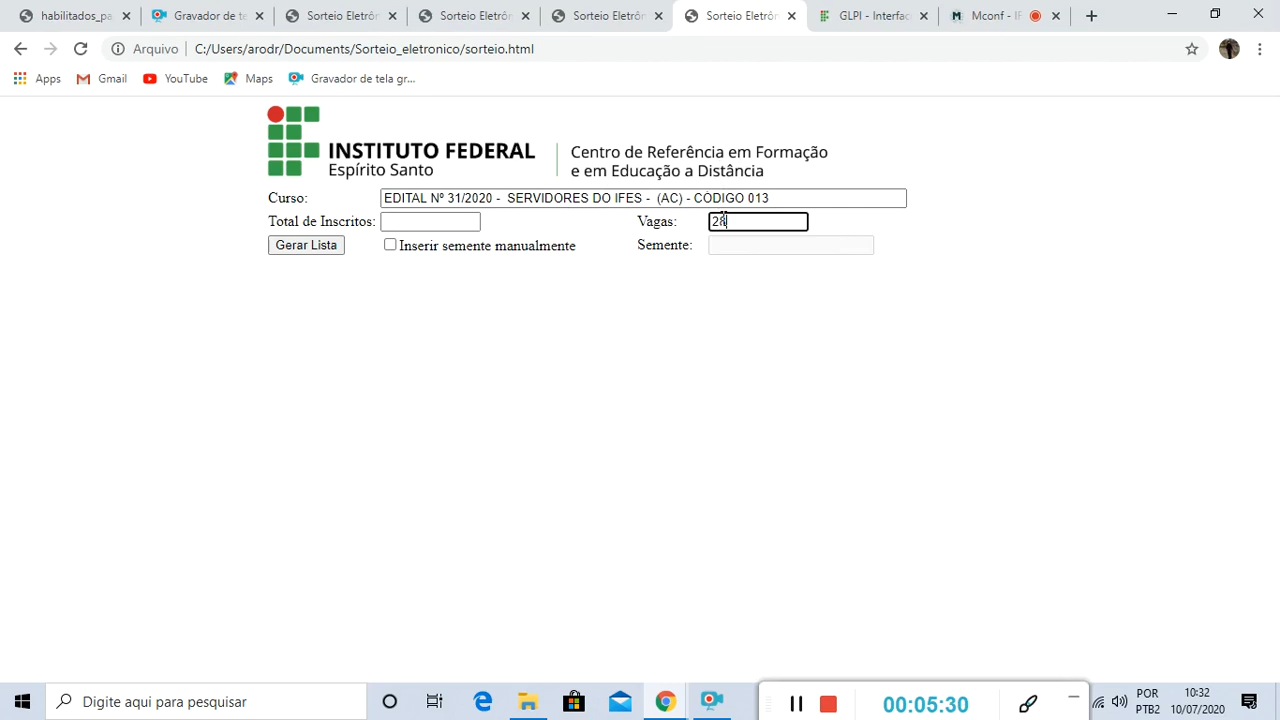 habilitados_pa
Gravador de te
Sorteio Eletrôn
Sorteio Eletrôn
Sorteio Eletrôn
Sorteio Eletrôn
GLPI - Interfac
Mconf - IF
Arquivo | C:/Users/arodr/Documents/Sorteio_eletronico/sorteio.html
Apps
Gmail
YouTube
Maps
Gravador de tela gr...
INSTITUTO FEDERAL
Espírito Santo
Centro de Referência em Formação
e em Educação a Distância
Curso: EDITAL Nº 31/2020 - SERVIDORES DO IFES - (AC) - CÓDIGO 013
Total de Inscritos: Vagas: 28
Gerar Lista Inserir semente manualmente Semente:
Digite aqui para pesquisar
00:05:30
POR
PTB2
10:32
10/07/2020